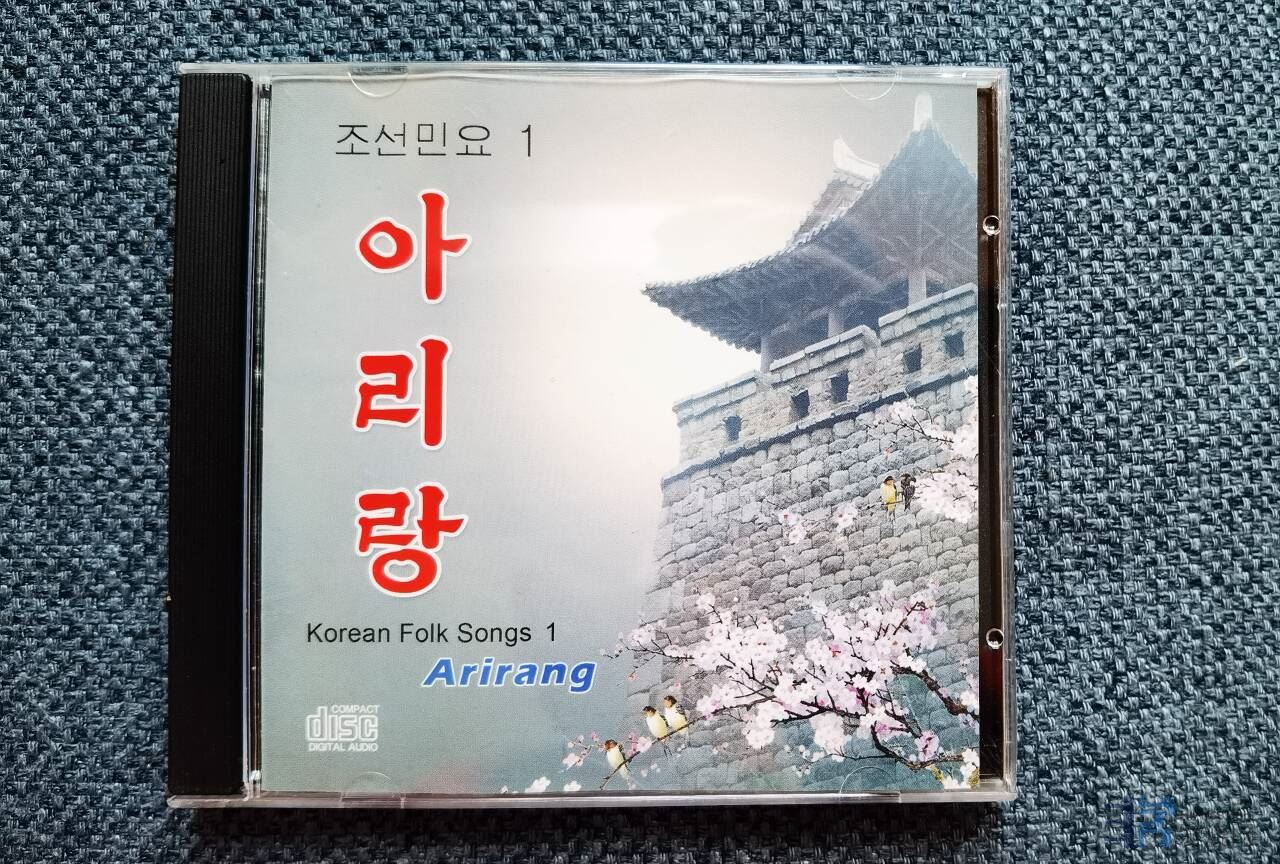 조선민요 1
아
리
랑
Korean Folk Songs 1
Arirang
COMPACT
disc
DIGITAL AUDIO